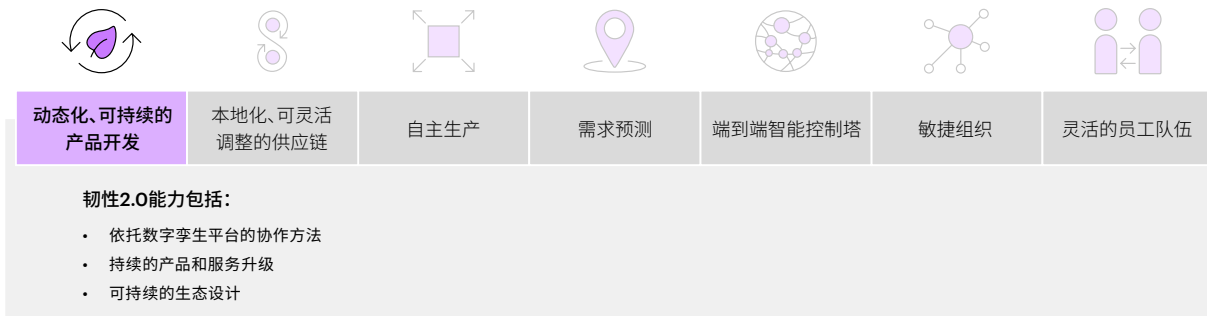 动态化、可持续的
产品开发
本地化、可灵活
调整的供应链
自主生产
需求预测
端到端智能控制塔
敏捷组织
灵活的员工队伍
韧性2.0能力包括：
• 依托数字孪生平台的协作方法
• 持续的产品和服务升级
• 可持续的生态设计